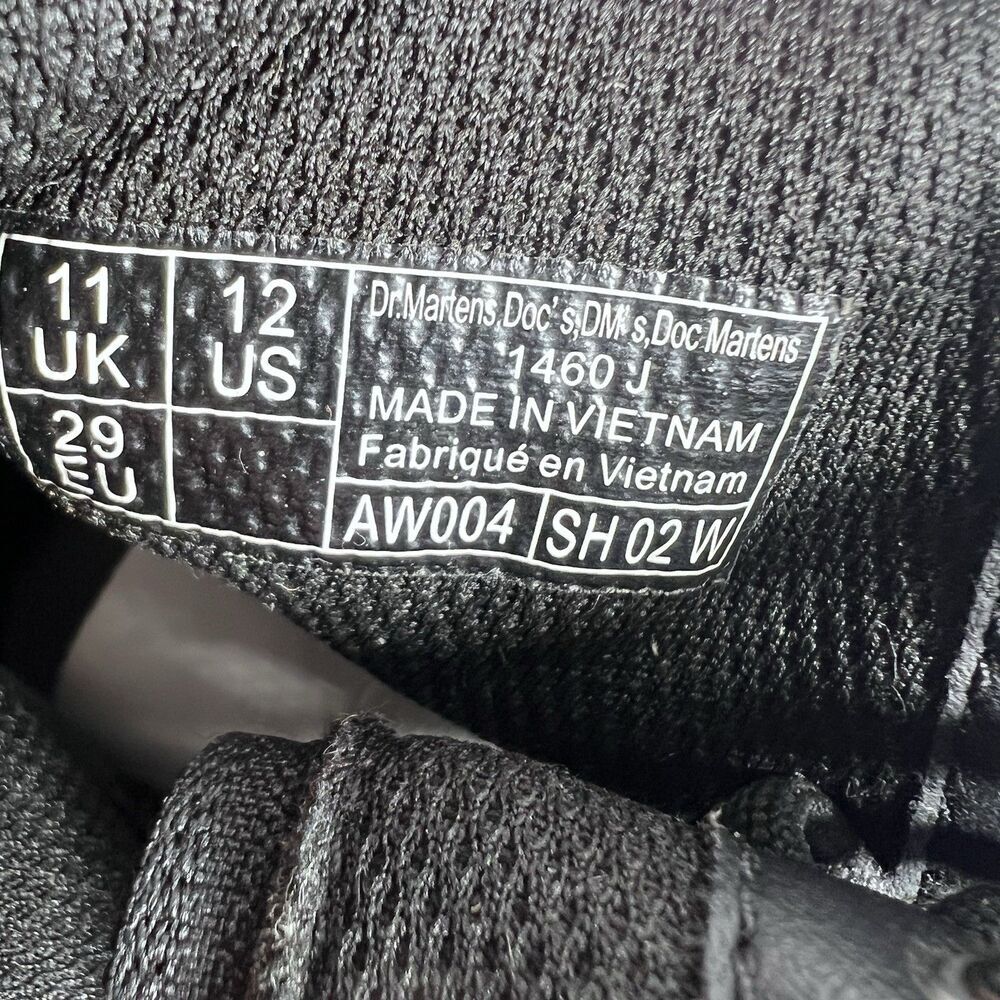 11
UK
12
US
29
EU
Dr.Martens,Doc's,DM's,Doc Martens
1460 J
MADE IN VIETNAM
Fabriqué en Vietnam
AW004
SH 02 W